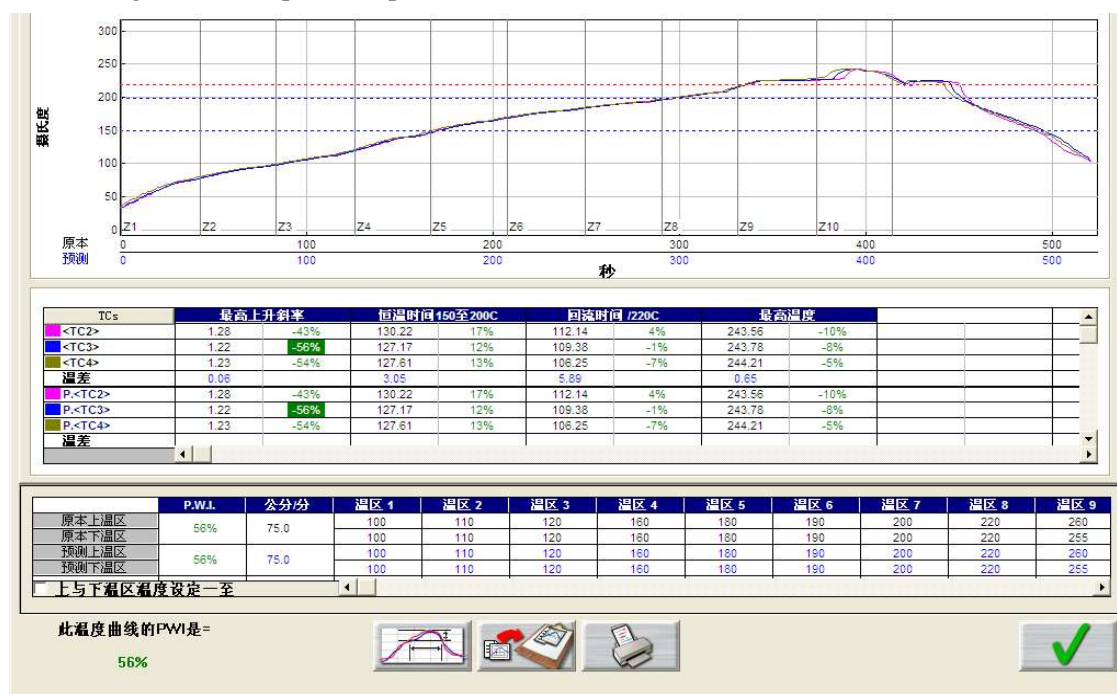 300
250
200
150
100
50
0
摄氏度
Z1 Z2 Z3 Z4 Z5 Z6 Z7 Z8 Z9 Z10
原本 0 100 200 300 400 500
预测 0 100 200 300 400 500
秒
TCs 最高上升斜率 恒温时间150至200C 回流时间 /220C 最高温度
<TC2> 1.28 -43% 130.22 17% 112.14 4% 243.56 -10%
<TC3> 1.22 -56% 127.17 12% 109.38 -1% 243.78 -8%
<TC4> 1.23 -54% 127.61 13% 106.25 -7% 244.21 -5%
温差 0.06 3.05 5.89 0.65
P.<TC2> 1.28 -43% 130.22 17% 112.14 4% 243.56 -10%
P.<TC3> 1.22 -56% 127.17 12% 109.38 -1% 243.78 -8%
P.<TC4> 1.23 -54% 127.61 13% 106.25 -7% 244.21 -5%
温差
P.W.I. 公分/分 温区 1 温区 2 温区 3 温区 4 温区 5 温区 6 温区 7 温区 8 温区 9
原本上温区 56% 75.0 100 110 120 160 180 190 200 220 260
原本下温区 100 110 120 160 180 190 200 220 255
预测上温区 56% 75.0 100 110 120 160 180 190 200 220 260
预测下温区 100 110 120 160 180 190 200 220 255
上与下温区温度设定一至
此温度曲线的PWI是=
56%